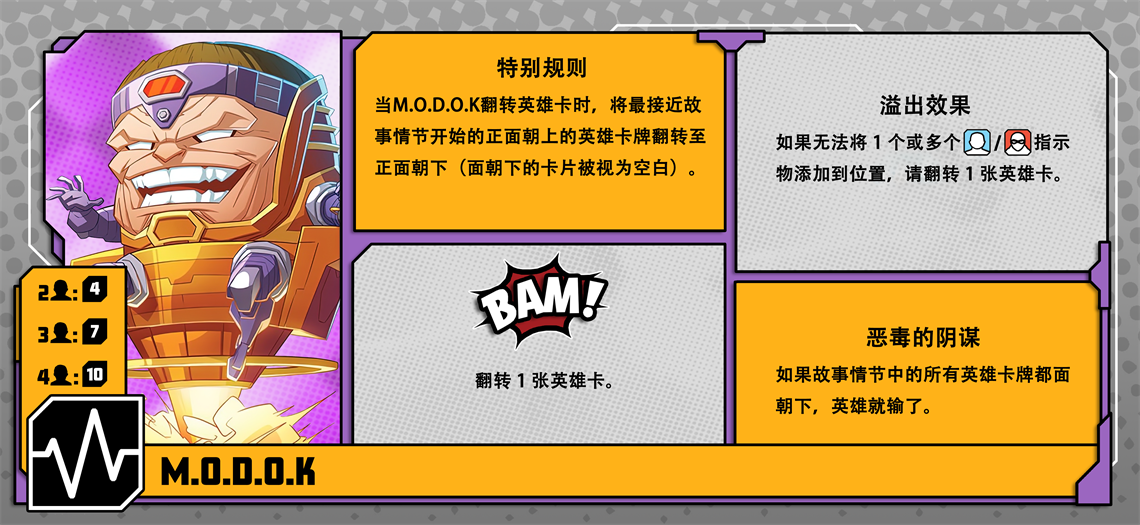 特别规则
当M.O.D.O.K翻转英雄卡时，将最接近故
事情节开始的正面朝上的英雄卡牌翻转至
正面朝下（面朝下的卡片被视为空白）。
溢出效果
如果无法将 1 个或多个 / 指示
物添加到位置，请翻转 1 张英雄卡。
BAM!
翻转 1 张英雄卡。
恶毒的阴谋
如果故事情节中的所有英雄卡牌都面
朝下，英雄就输了。
2 : 4
3 : 7
4 : 10
M.O.D.O.K